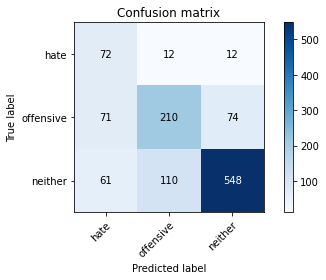 Confusion matrix
hate 72 12 12
offensive 71 210 74
neither 61 110 548
hate offensive neither
True label
Predicted label
500
400
300
200
100